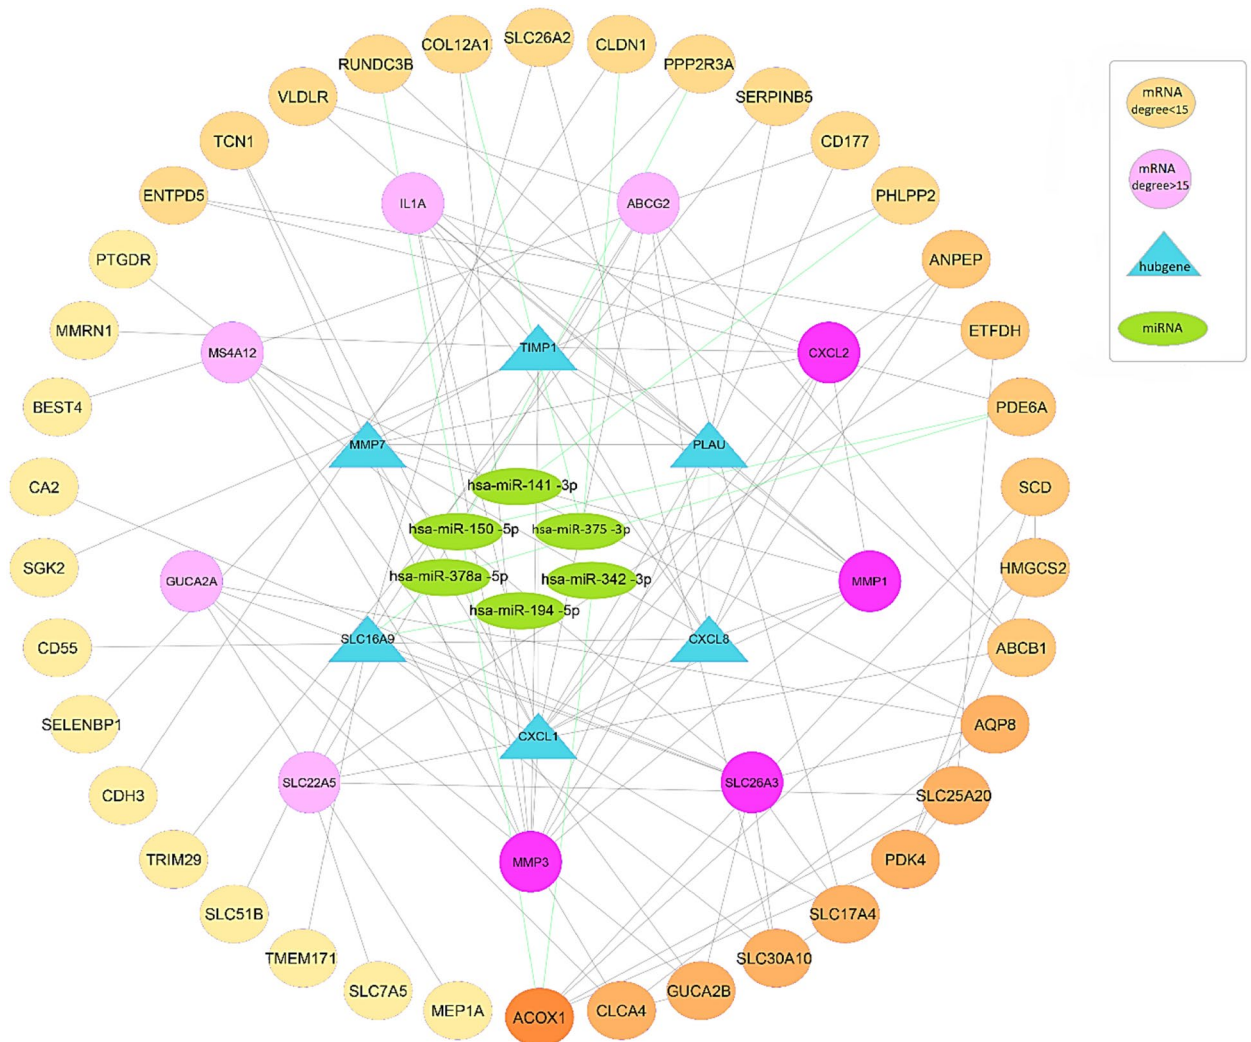 SLC26A2
COL12A1
CLDN1
RUNDC3B
PPP2R3A
VLDLR
SERPINB5
TCN1
CD177
ENTPD5
PHLPP2
IL1A
ABCG2
PTGDR
ANPEP
MMRN1
ETFDH
MS4A12
TIMP1
CXCL2
BEST4
PDE6A
MMP7
PLAU
CA2
hsa-miR-141 -3p
SCD
hsa-miR-150 -5p
hsa-miR-375 -3p
SGK2
GUCA2A
hsa-miR-378a -5p
hsa-miR-342 -3p
MMP1
HMGCS2
hsa-miR-194 -5p
CD55
SLC16A9
CXCL8
ABCB1
SELENBP1
CXCL1
AQP8
CDH3
SLC22A5
SLC26A3
SLC25A20
TRIM29
MMP3
PDK4
SLC51B
SLC17A4
TMEM171
SLC30A10
SLC7A5
GUCA2B
MEP1A
ACOX1
CLCA4
mRNA
degree<15
mRNA
degree>15
hubgene
miRNA